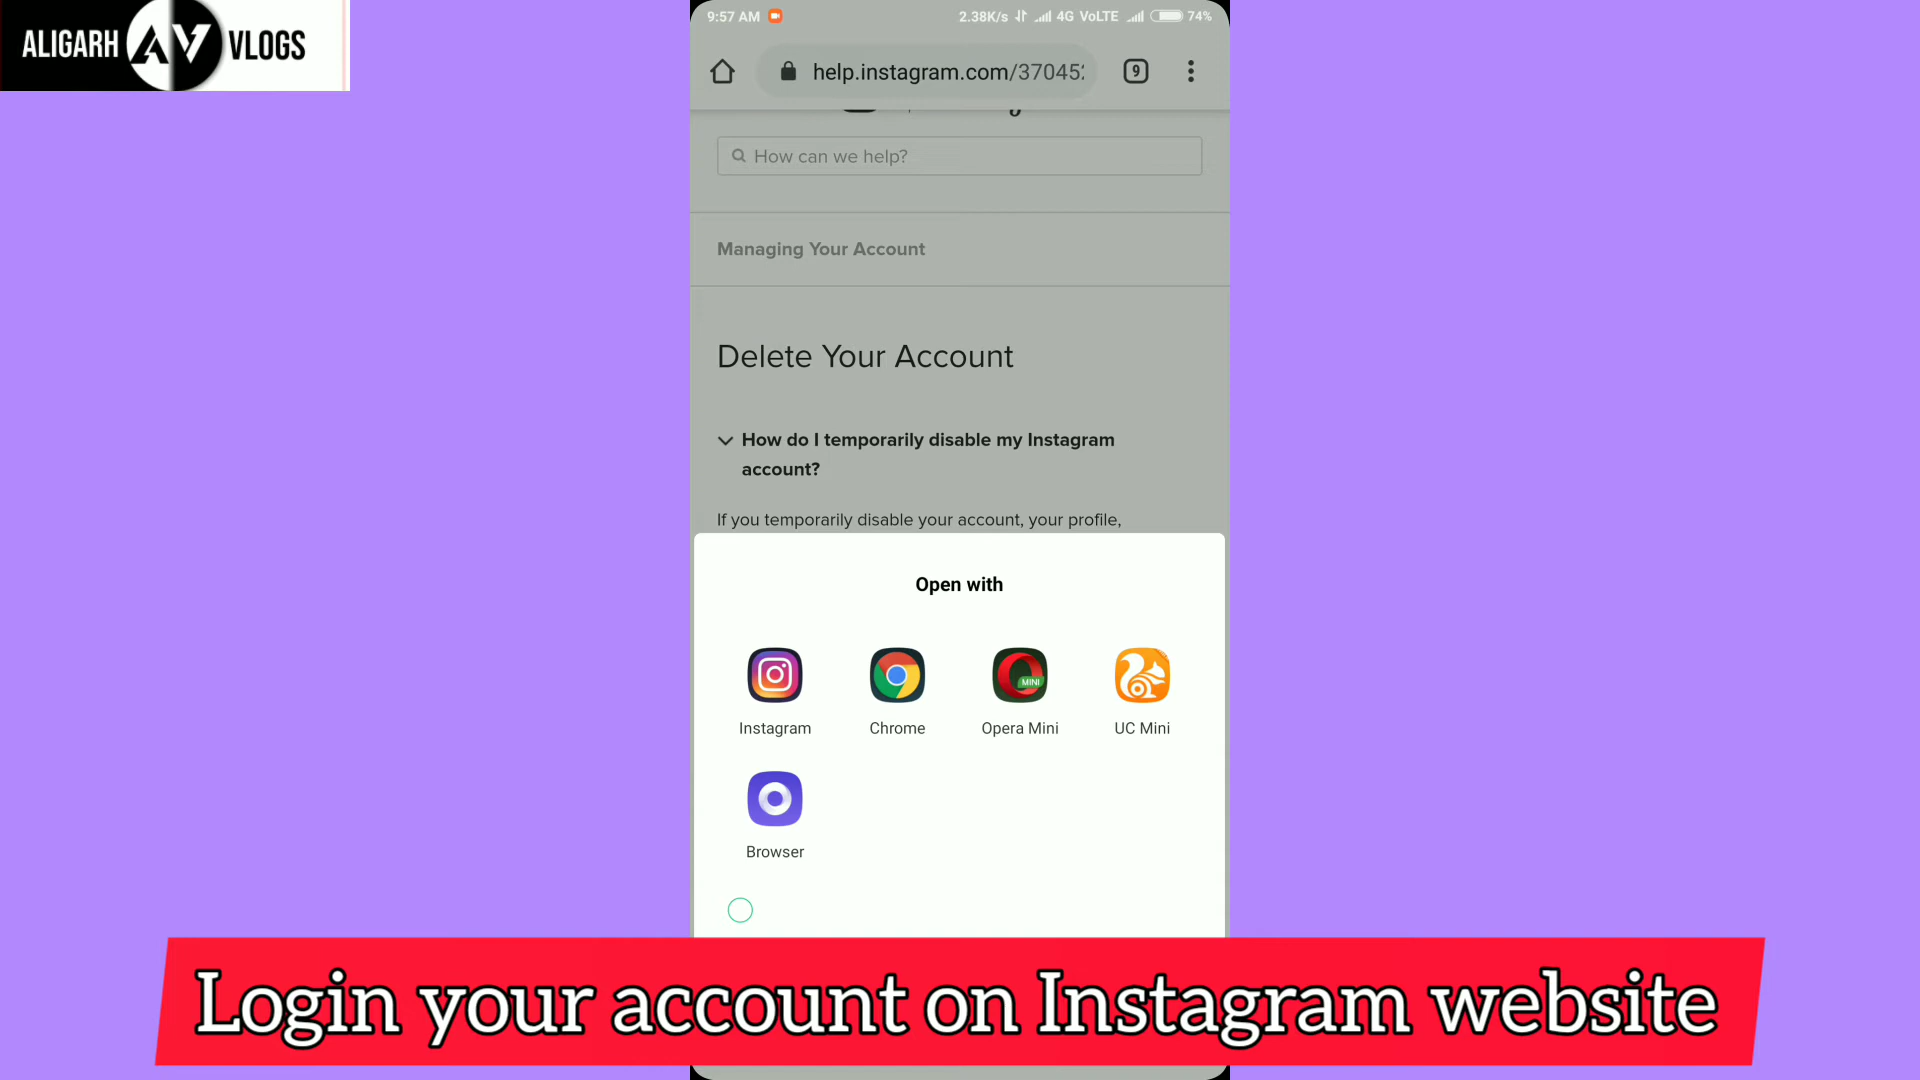 ALIGARH AV VLOGS
9:57 AM 2.38K/s 4G VoLTE 74%
help.instagram.com/37045
9
How can we help?
Managing Your Account
Delete Your Account
How do I temporarily disable my Instagram
account?
If you temporarily disable your account, your profile,
Open with
MINI
Instagram Chrome Opera Mini UC Mini
Browser
Login your account on Instagram website